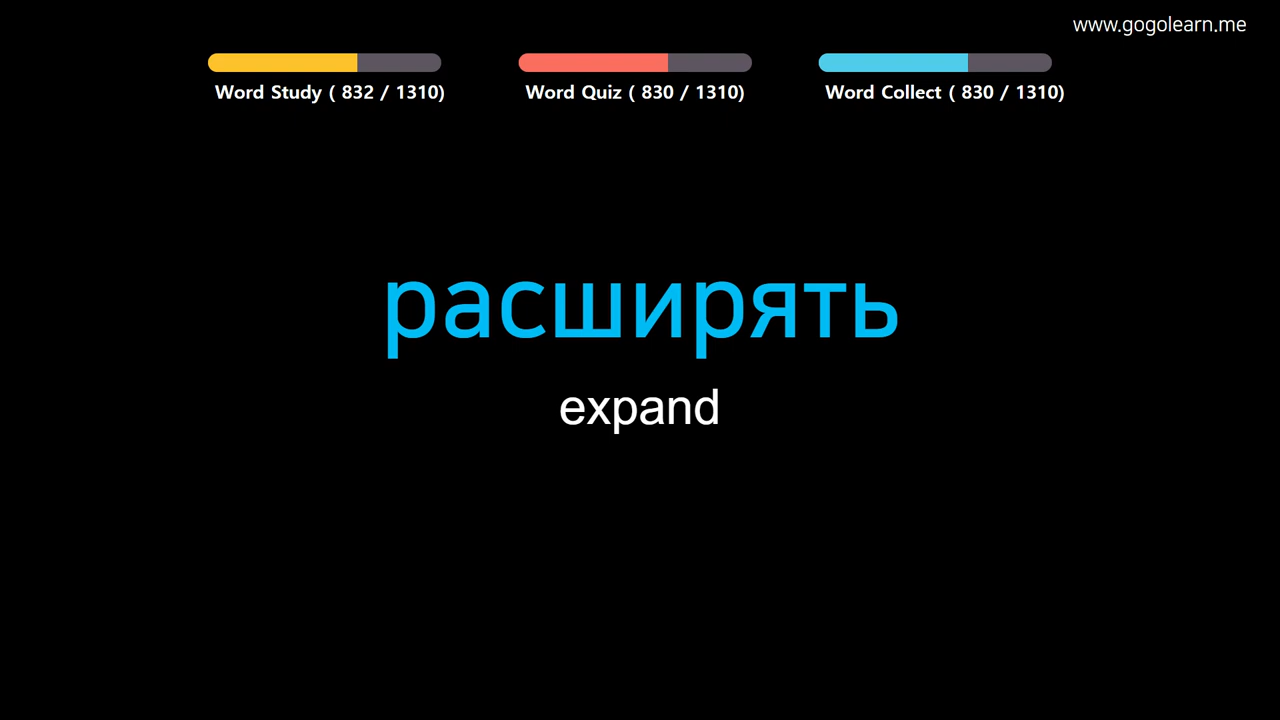 www.gogolearn.me
Word Study ( 832 / 1310)
Word Quiz ( 830 / 1310)
Word Collect ( 830 / 1310)
расширять
expand